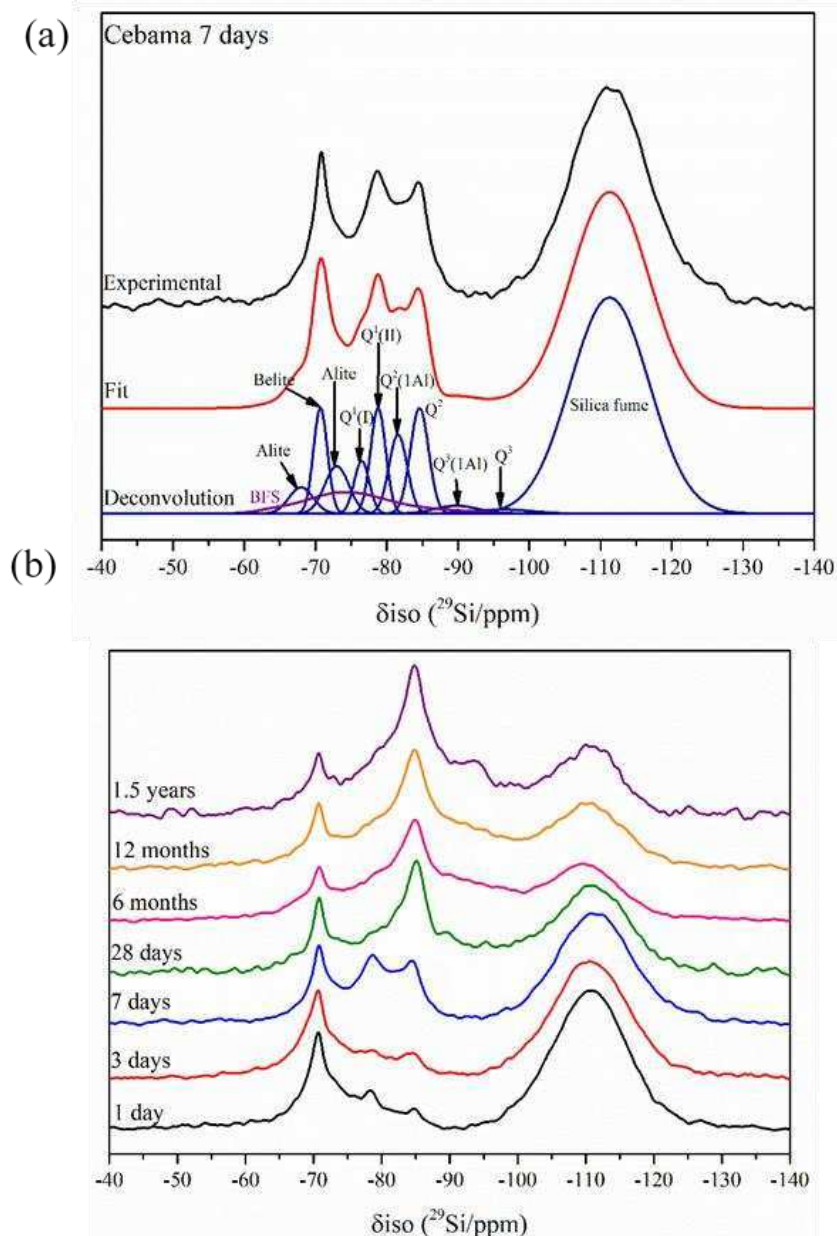 (a)
Cebama 7 days
Experimental
Fit
Q¹(II)
Belite
Alite
Q²(1Al)
Q¹(I)
Q²
Silica fume
Alite
Q³(1Al)
Q³
BFS
Deconvolution
-40 -50 -60 -70 -80 -90 -100 -110 -120 -130 -140
δiso (²⁹Si/ppm)
(b)
1.5 years
12 months
6 months
28 days
7 days
3 days
1 day
-40 -50 -60 -70 -80 -90 -100 -110 -120 -130 -140
δiso (²⁹Si/ppm)